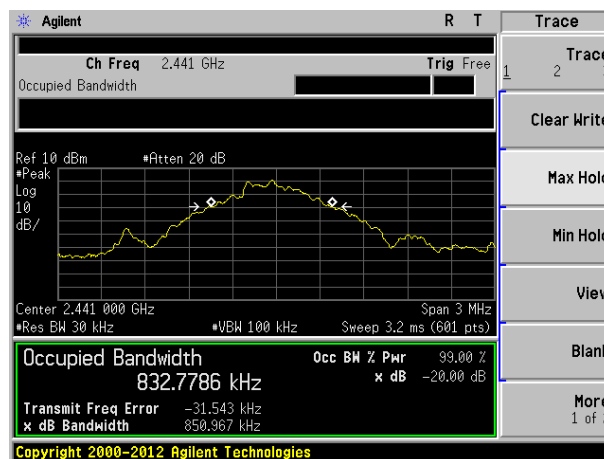 Agilent R T Trace
Ch Freq 2.441 GHz Trig Free
Occupied Bandwidth
Trace
1 2
Clear Write
Max Hold
Min Hold
View
Blank
More
1 of
Ref 10 dBm #Atten 20 dB
#Peak
Log
10
dB/
Center 2.441 000 GHz Span 3 MHz
#Res BW 30 kHz #VBW 100 kHz Sweep 3.2 ms (601 pts)
Occupied Bandwidth Occ BW % Pwr 99.00 %
832.7786 kHz x dB -20.00 dB
Transmit Freq Error -31.543 kHz
x dB Bandwidth 850.967 kHz
Copyright 2000-2012 Agilent Technologies